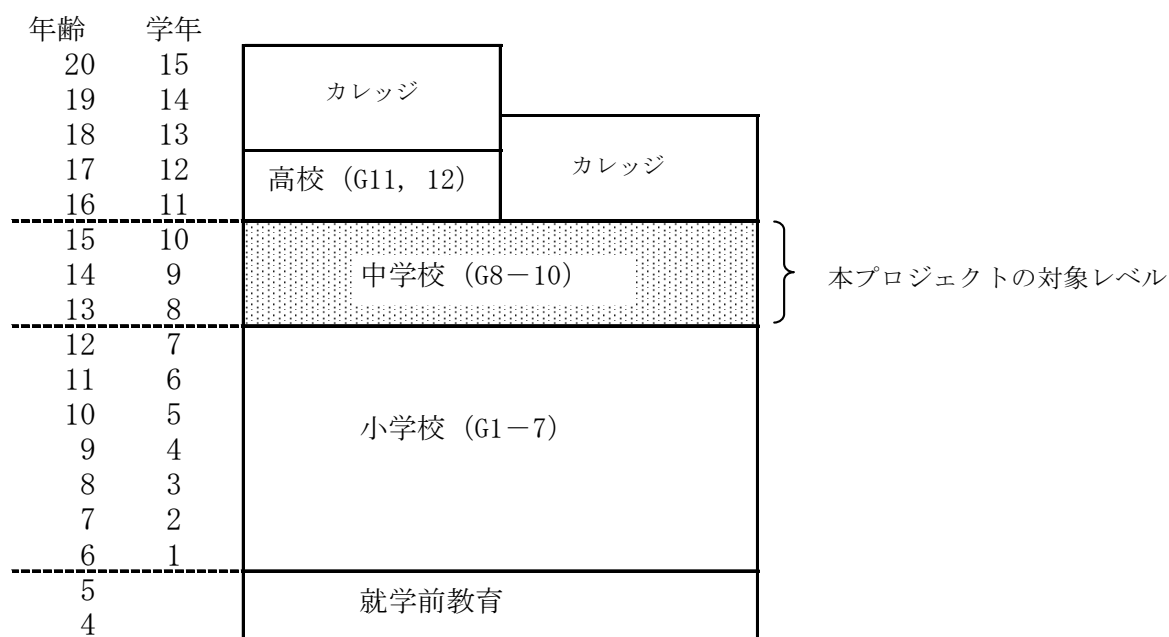 年齢 学年
20 15
19 14
カレッジ
18 13
17 12
カレッジ
高校（G11, 12）
16 11
15 10
14 9
中学校（G8－10）
本プロジェクトの対象レベル
13 8
12 7
11 6
10 5
小学校（G1－7）
9 4
8 3
7 2
6 1
5
就学前教育
4